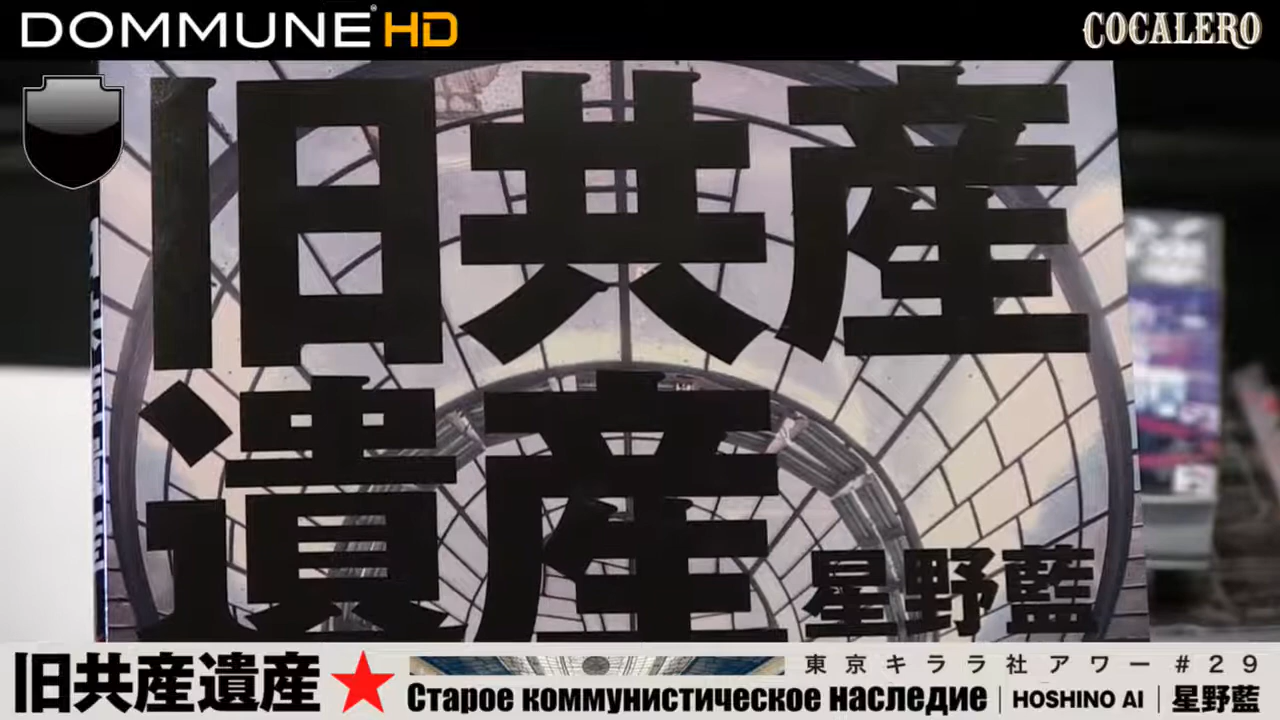 DOMMUNE® HD
COCALERO
旧共産
遺産
星野藍
旧共産遺産★
東京キララ社アワー #29
Старое коммунистическое наследие | HOSHINO AI | 星野藍